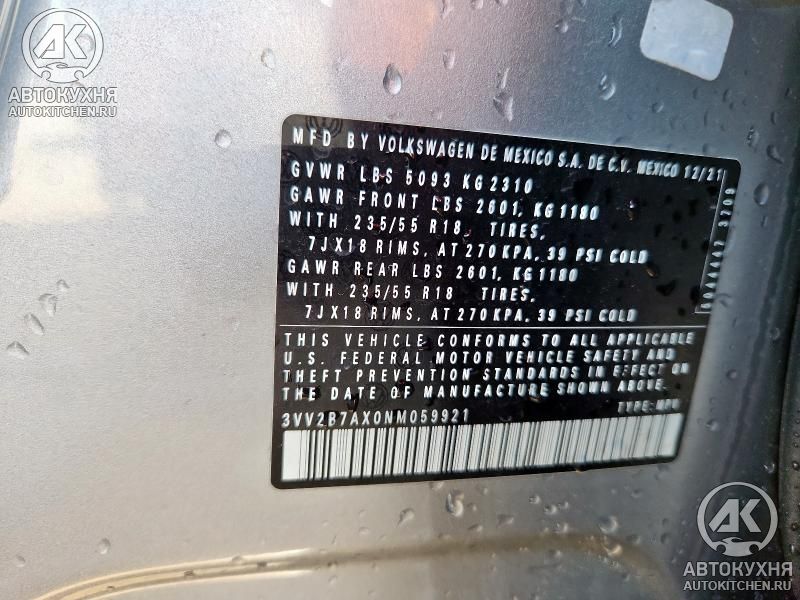 AK
АВТОКУХНЯ
AUTOKITCHEN.RU
MFD BY VOLKSWAGEN DE MEXICO S.A. DE C.V. MEXICO 12/21
GVWR LBS 5093 KG 2310
GAWR FRONT LBS 2601, KG 1180
WITH 235/55 R18, TIRES,
7JX18 RIMS, AT 270 KPA, 39 PSI COLD
GAWR REAR LBS 2601, KG 1180
WITH 235/55 R18 TIRES,
7JX18 RIMS, AT 270 KPA, 39 PSI COLD
THIS VEHICLE CONFORMS TO ALL APPLICABLE
U.S. FEDERAL MOTOR VEHICLE SAFETY AND
THEFT PREVENTION STANDARDS IN EFFECT ON
THE DATE OF MANUFACTURE SHOWN ABOVE.
3VV2B7AX0NM059921 TYPE: MPV
AK
АВТОКУХНЯ
AUTOKITCHEN.RU